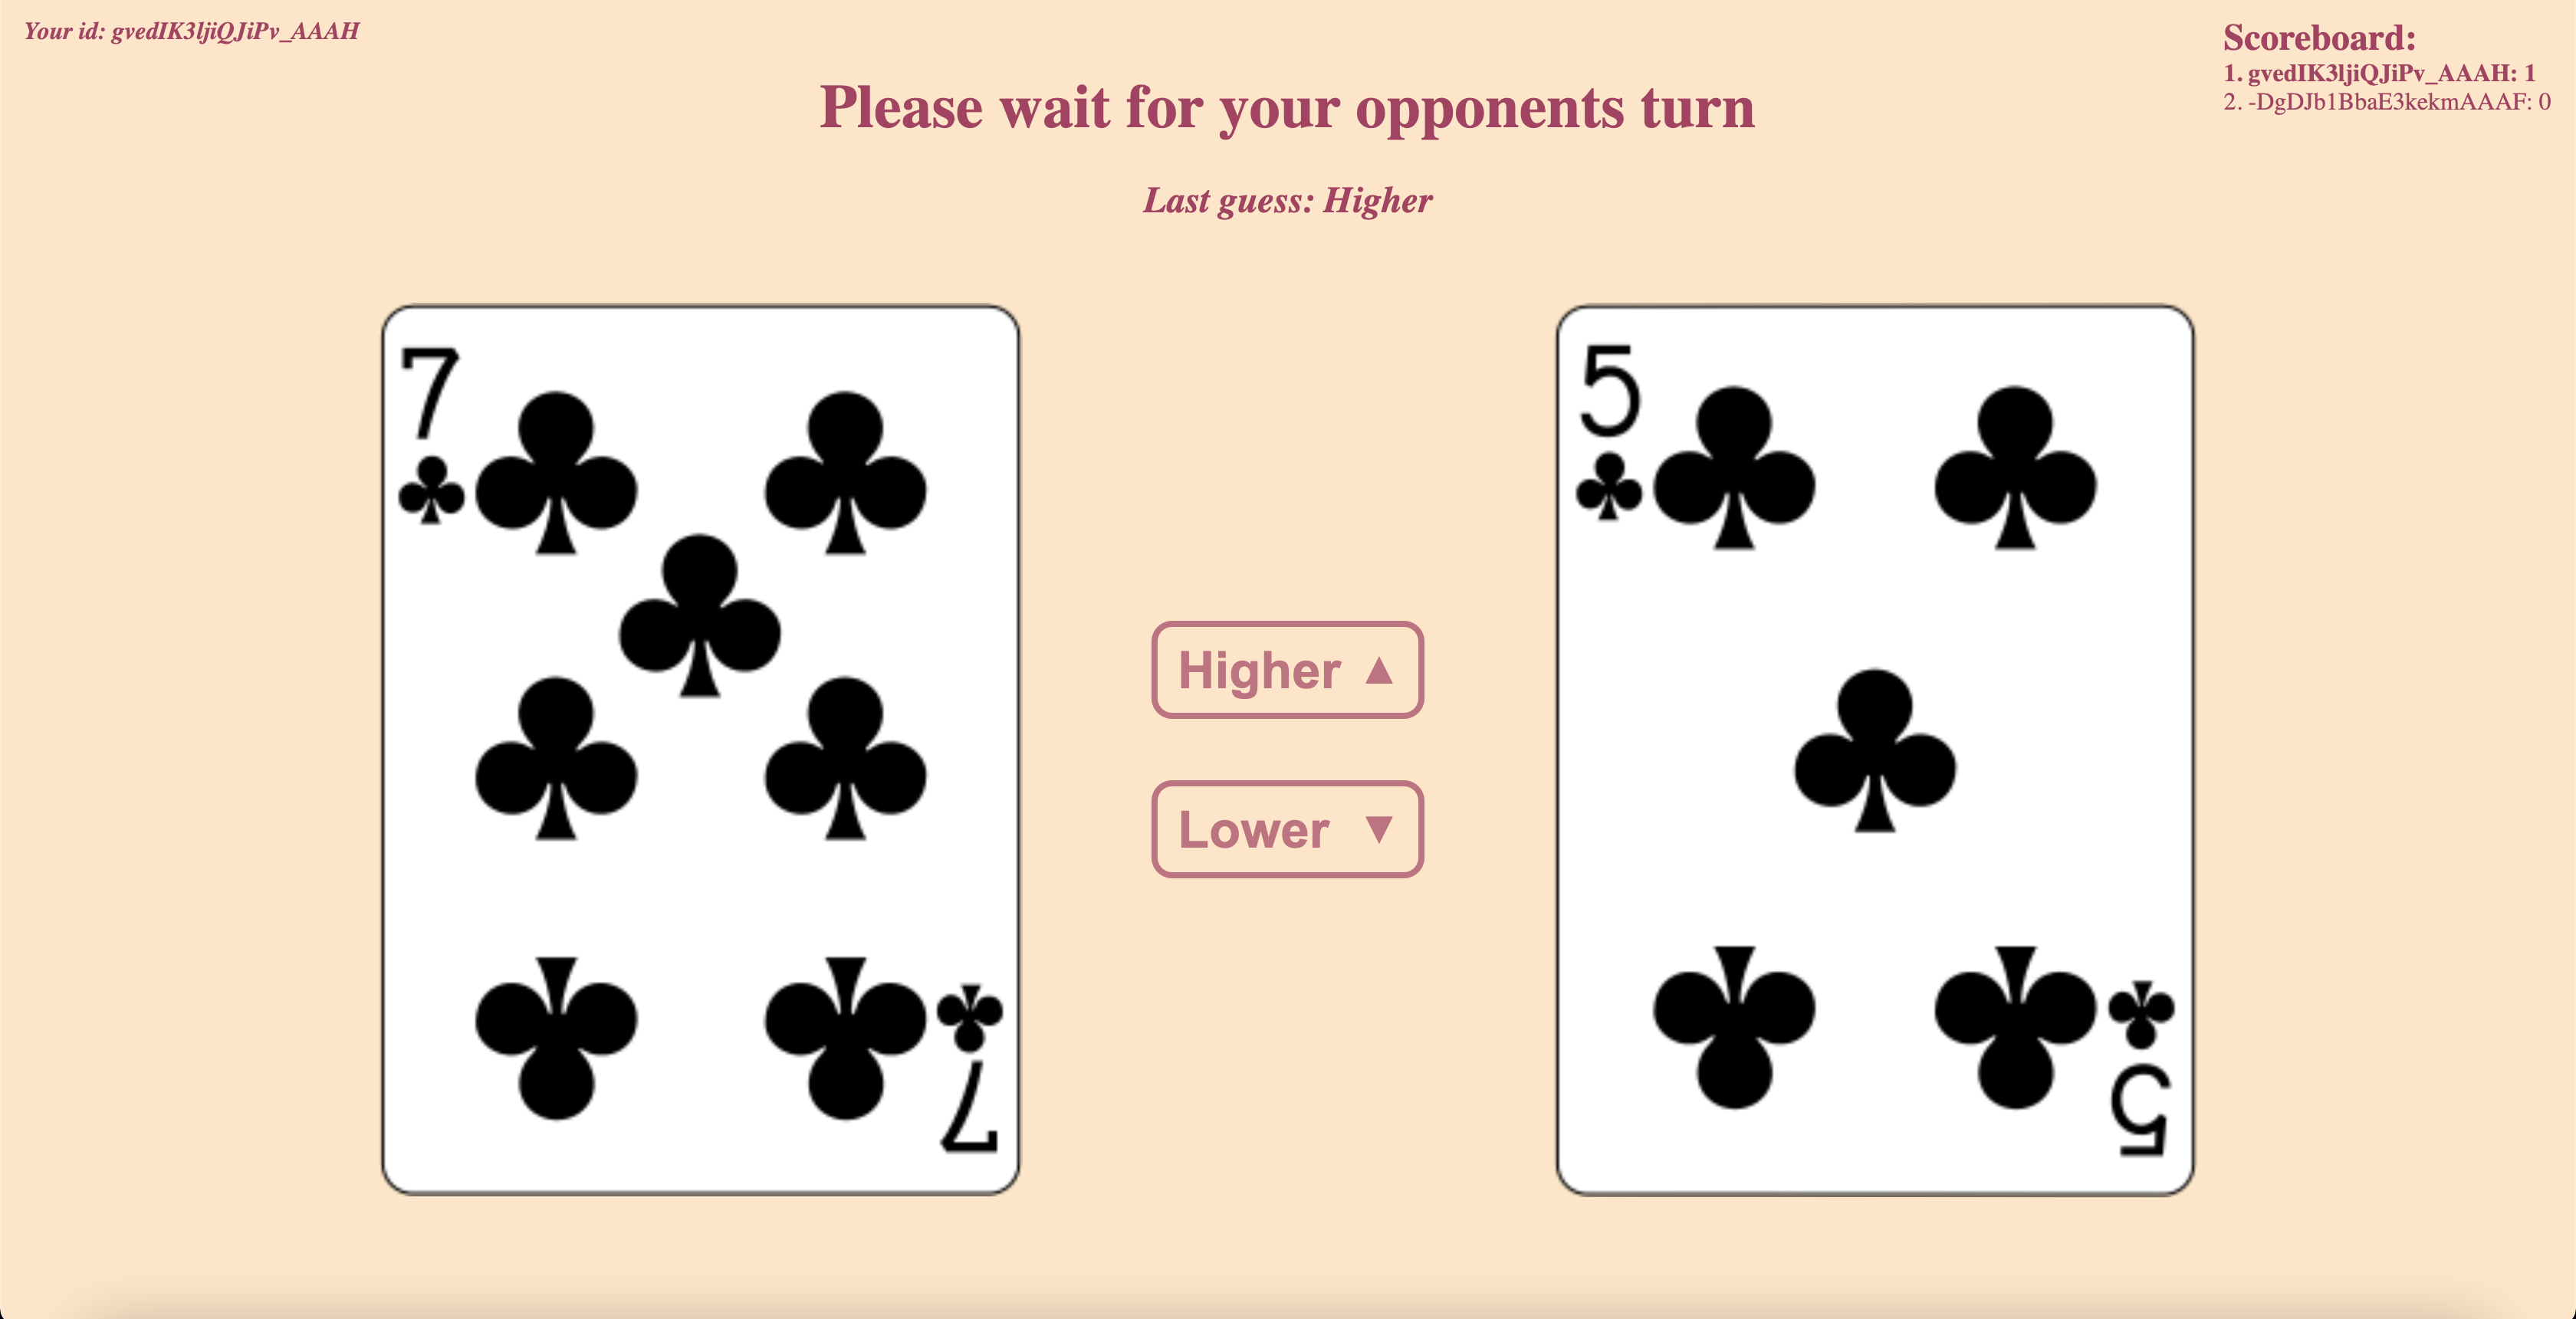 Your id: gvedIK3ljiQJiPv_AAAH
Scoreboard:
1. gvedIK3ljiQJiPv_AAAH: 1
2. -DgDJb1BbaE3kekmAAAF: 0
Please wait for your opponents turn
Last guess: Higher
7
5
Higher ▲
Lower ▼
7
5